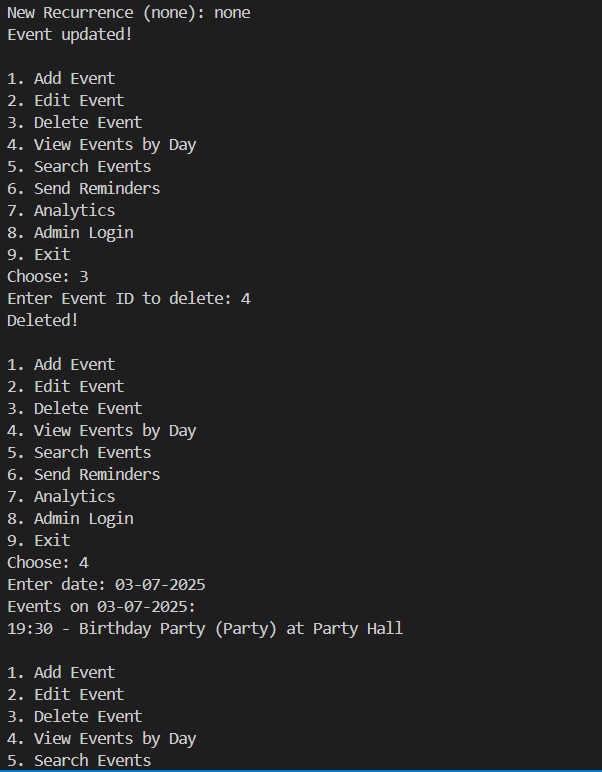 New Recurrence (none): none
Event updated!
1. Add Event
2. Edit Event
3. Delete Event
4. View Events by Day
5. Search Events
6. Send Reminders
7. Analytics
8. Admin Login
9. Exit
Choose: 3
Enter Event ID to delete: 4
Deleted!
1. Add Event
2. Edit Event
3. Delete Event
4. View Events by Day
5. Search Events
6. Send Reminders
7. Analytics
8. Admin Login
9. Exit
Choose: 4
Enter date: 03-07-2025
Events on 03-07-2025:
19:30 - Birthday Party (Party) at Party Hall
1. Add Event
2. Edit Event
3. Delete Event
4. View Events by Day
5. Search Events